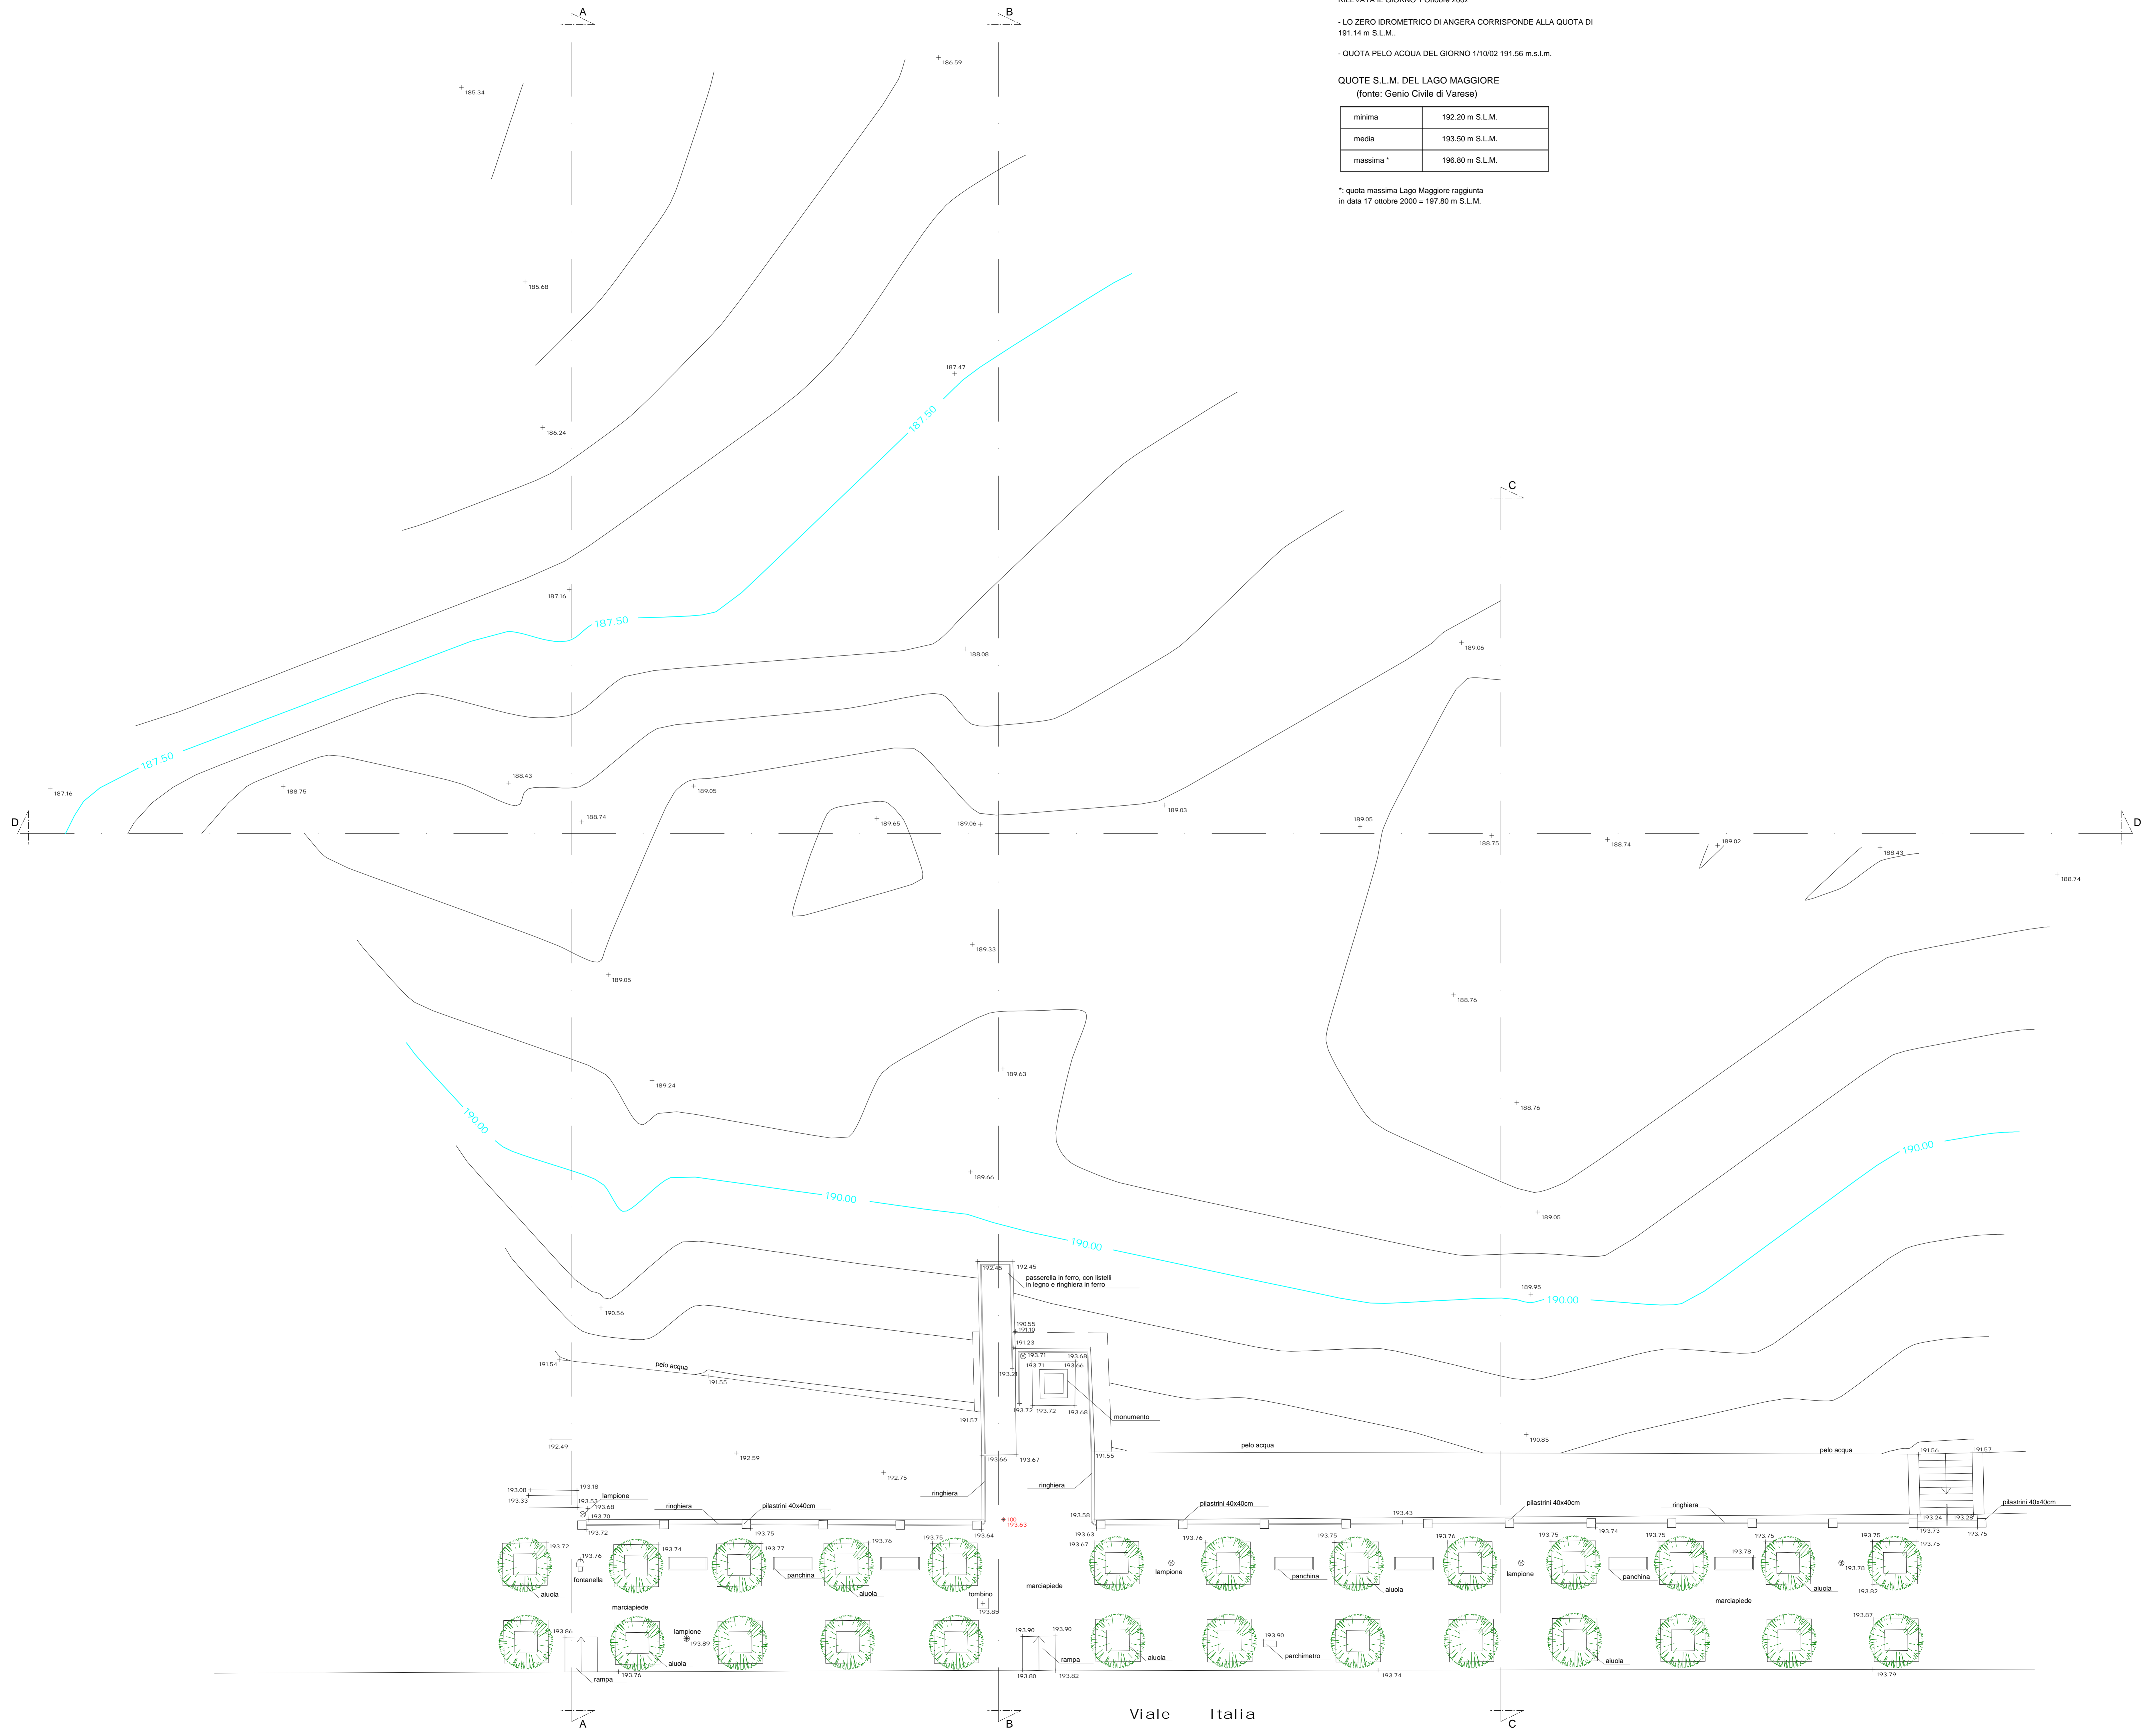 RILEVATA IL GIORNO 1 Ottobre 2002
- LO ZERO IDROMETRICO DI ANGERA CORRISPONDE ALLA QUOTA DI
191.14 m S.L.M..
- QUOTA PELO ACQUA DEL GIORNO 1/10/02 191.56 m.s.l.m.
QUOTE S.L.M. DEL LAGO MAGGIORE
(fonte: Genio Civile di Varese)
minima 192.20 m S.L.M.
media 193.50 m S.L.M.
massima * 196.80 m S.L.M.
*: quota massima Lago Maggiore raggiunta
in data 17 ottobre 2000 = 197.80 m S.L.M.
A
B
186.59
185.34
185.68
187.47
187.50
186.24
C
187.16
187.50
189.06
188.08
187.50
188.43
187.16
188.75
189.05
189.03
D
188.74
189.65
189.06
189.05
D
188.75
188.74
189.02
188.43
188.74
189.33
189.05
188.76
189.63
189.24
188.76
190.00
190.00
189.66
190.00
189.05
190.00
192.45
192.45
passerella in ferro, con listelli
in legno e ringhiera in ferro
189.95
190.00
190.56
190.55
191.10
191.23
193.71
193.68
191.54
pelo acqua
193.71
193.66
193.21
191.55
193.72
193.72
193.68
191.57
monumento
190.85
192.49
pelo acqua
pelo acqua
191.56
191.57
192.59
193.66
193.67
191.55
192.75
ringhiera
ringhiera
193.08
193.18
193.33
193.53
lampione
193.68
193.70
ringhiera
pilastrini 40x40cm
pilastrini 40x40cm
pilastrini 40x40cm
ringhiera
pilastrini 40x40cm
193.58
193.43
193.24
193.28
100
193.63
193.72
193.75
193.64
193.63
193.74
193.73
193.75
193.72
193.74
193.77
193.76
193.75
193.67
193.76
193.75
193.76
193.75
193.75
193.75
193.75
193.76
193.78
fontanella
panchina
lampione
panchina
lampione
panchina
193.78
aiuola
aiuola
aiuola
aiuola
193.82
tombino
193.85
marciapiede
marciapiede
marciapiede
193.86
lampione
193.89
193.90
193.90
193.90
193.87
aiuola
rampa
aiuola
parchimetro
aiuola
rampa
193.76
193.80
193.82
193.74
193.79
Viale Italia
A
B
C